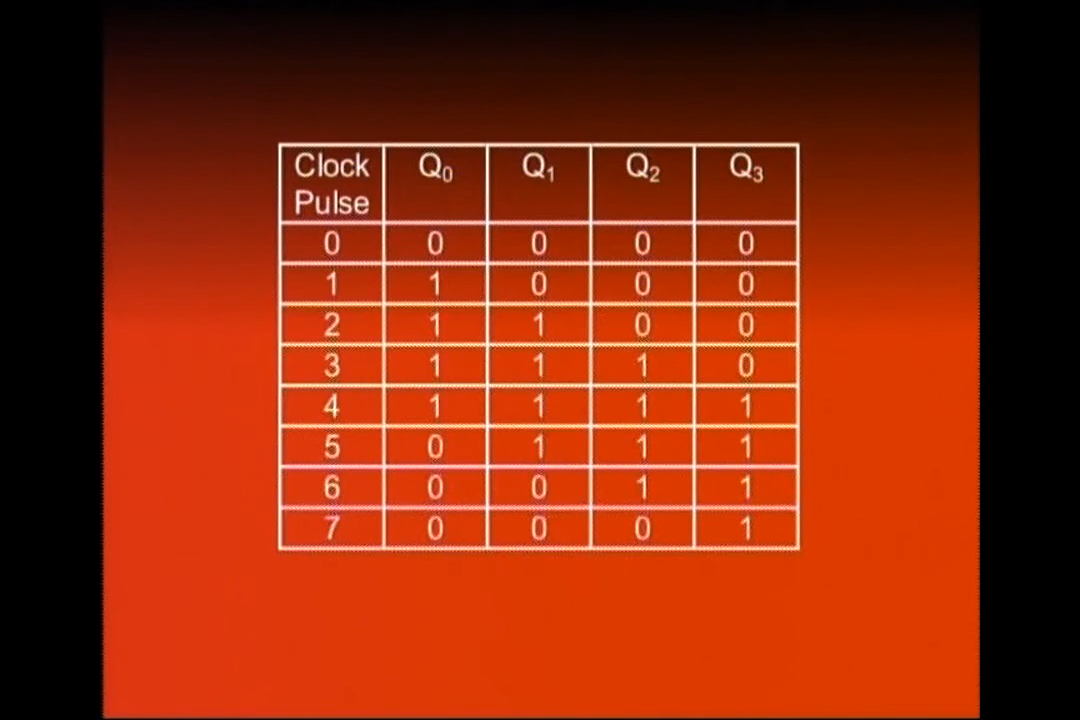 Clock Pulse Q₀ Q₁ Q₂ Q₃
0 0 0 0 0
1 1 0 0 0
2 1 1 0 0
3 1 1 1 0
4 1 1 1 1
5 0 1 1 1
6 0 0 1 1
7 0 0 0 1